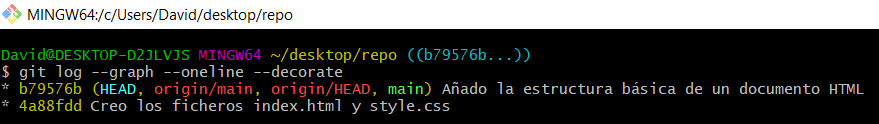 MINGW64:/c/Users/David/desktop/repo
David@DESKTOP-D2JLVJS MINGW64 ~/desktop/repo ((b79576b...))
$ git log --graph --oneline --decorate
* b79576b (HEAD, origin/main, origin/HEAD, main) Añado la estructura básica de un documento HTML
* 4a88fdd Creo los ficheros index.html y style.css